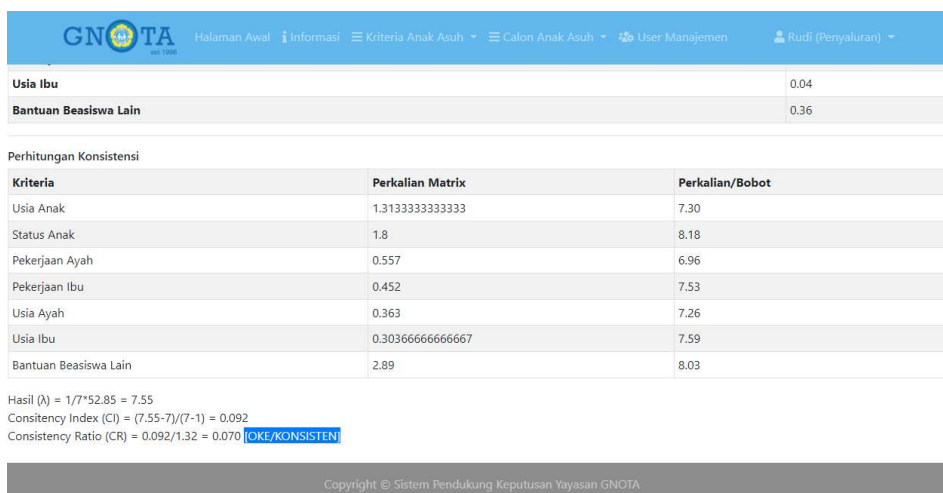 GNOTA
est 1996
Halaman Awal Informasi Kriteria Anak Asuh Calon Anak Asuh User Manajemen Rudi (Penyaluran)
Usia Ibu 0.04
Bantuan Beasiswa Lain 0.36
Perhitungan Konsistensi
Kriteria Perkalian Matrix Perkalian/Bobot
Usia Anak 1.3133333333333 7.30
Status Anak 1.8 8.18
Pekerjaan Ayah 0.557 6.96
Pekerjaan Ibu 0.452 7.53
Usia Ayah 0.363 7.26
Usia Ibu 0.30366666666667 7.59
Bantuan Beasiswa Lain 2.89 8.03
Hasil (λ) = 1/7*52.85 = 7.55
Consitency Index (CI) = (7.55-7)/(7-1) = 0.092
Consistency Ratio (CR) = 0.092/1.32 = 0.070 [OKE/KONSISTEN]
Copyright © Sistem Pendukung Keputusan Yayasan GNOTA